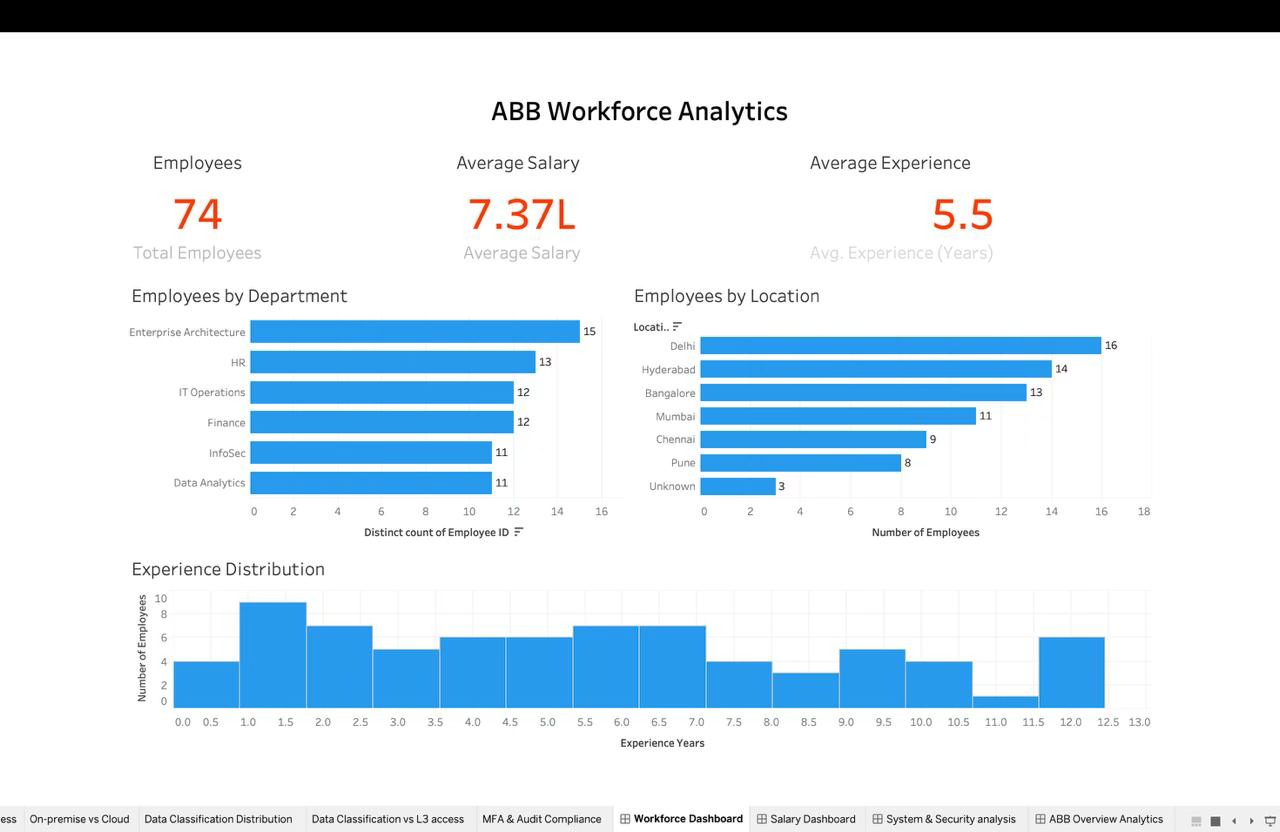 ABB Workforce Analytics
Employees
Average Salary
Average Experience
74
7.37L
5.5
Total Employees
Average Salary
Avg. Experience (Years)
Employees by Department
Enterprise Architecture 15
HR 13
IT Operations 12
Finance 12
InfoSec 11
Data Analytics 11
0 2 4 6 8 10 12 14 16
Distinct count of Employee ID
Employees by Location
Locati..
Delhi 16
Hyderabad 14
Bangalore 13
Mumbai 11
Chennai 9
Pune 8
Unknown 3
0 2 4 6 8 10 12 14 16 18
Number of Employees
Experience Distribution
Number of Employees
10
8
6
4
2
0
0.0 0.5 1.0 1.5 2.0 2.5 3.0 3.5 4.0 4.5 5.0 5.5 6.0 6.5 7.0 7.5 8.0 8.5 9.0 9.5 10.0 10.5 11.0 11.5 12.0 12.5 13.0
Experience Years
ess On-premise vs Cloud Data Classification Distribution Data Classification vs L3 access MFA & Audit Compliance Workforce Dashboard Salary Dashboard System & Security analysis ABB Overview Analytics